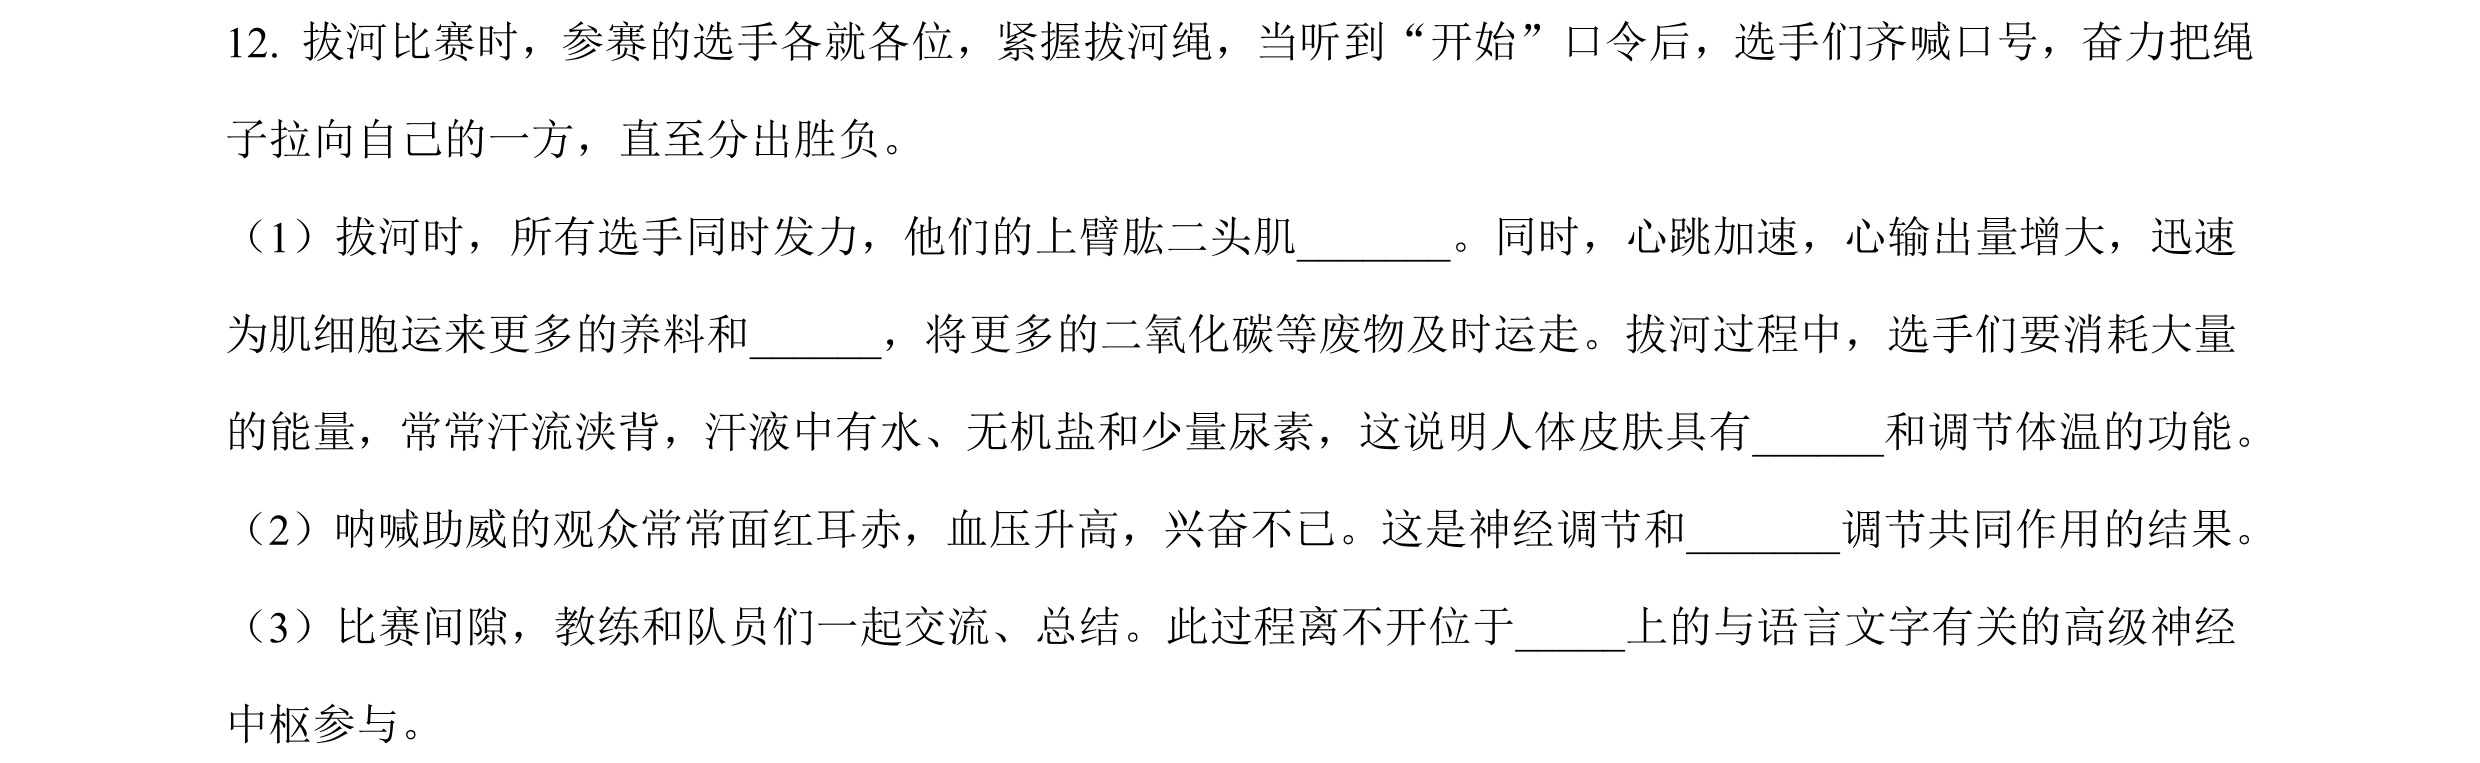 12. 拔河比赛时，参赛的选手各就各位，紧握拔河绳，当听到“开始”口令后，选手们齐喊口号，奋力把绳
子拉向自己的一方，直至分出胜负。
（1）拔河时，所有选手同时发力，他们的上臂肱二头肌_______。同时，心跳加速，心输出量增大，迅速
为肌细胞运来更多的养料和______，将更多的二氧化碳等废物及时运走。拔河过程中，选手们要消耗大量
的能量，常常汗流浃背，汗液中有水、无机盐和少量尿素，这说明人体皮肤具有______和调节体温的功能。
（2）呐喊助威的观众常常面红耳赤，血压升高，兴奋不已。这是神经调节和_______调节共同作用的结果。
（3）比赛间隙，教练和队员们一起交流、总结。此过程离不开位于_____上的与语言文字有关的高级神经
中枢参与。